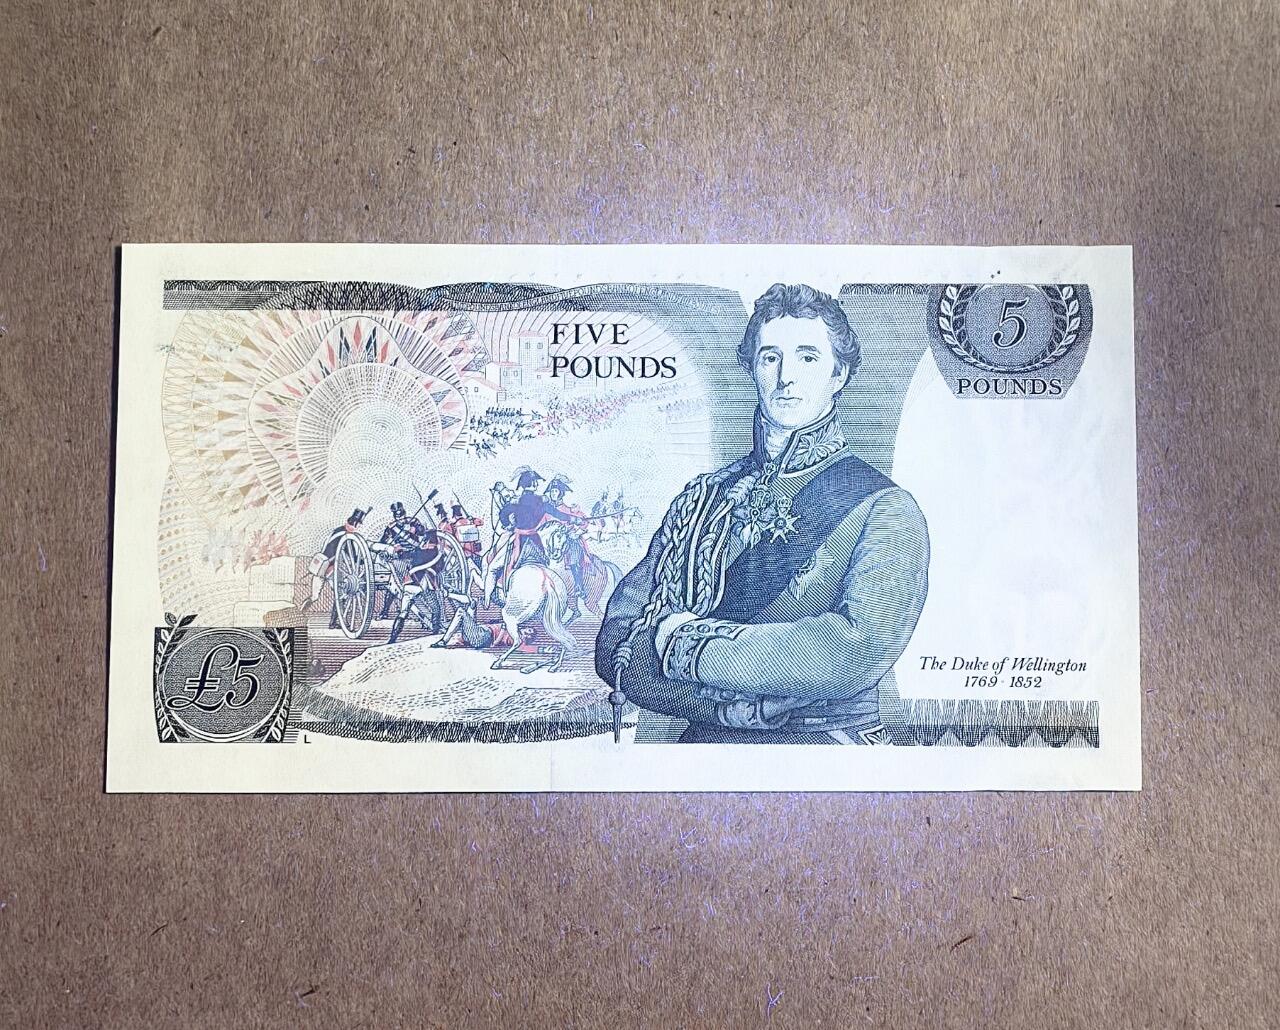 FIVE
POUNDS
5
POUNDS
The Duke of Wellington
1769 - 1852
£5
L